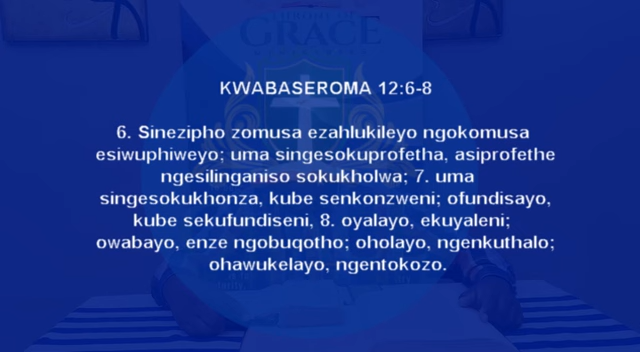 GRACE
KWABASEROMA 12:6-8
6. Sinezipho zomusa ezahlukileyo ngokomusa
esiwuphiweyo; uma singesokuprofetha, asiprofethe
ngesilinganiso sokukholwa; 7. uma
singesokukhonza, kube senkonzweni; ofundisayo,
kube sekufundiseni, 8. oyalayo, ekuyaleni;
owabayo, enze ngobuqotho; oholayo, ngenkuthalo;
ohawukelayo, ngentokozo.